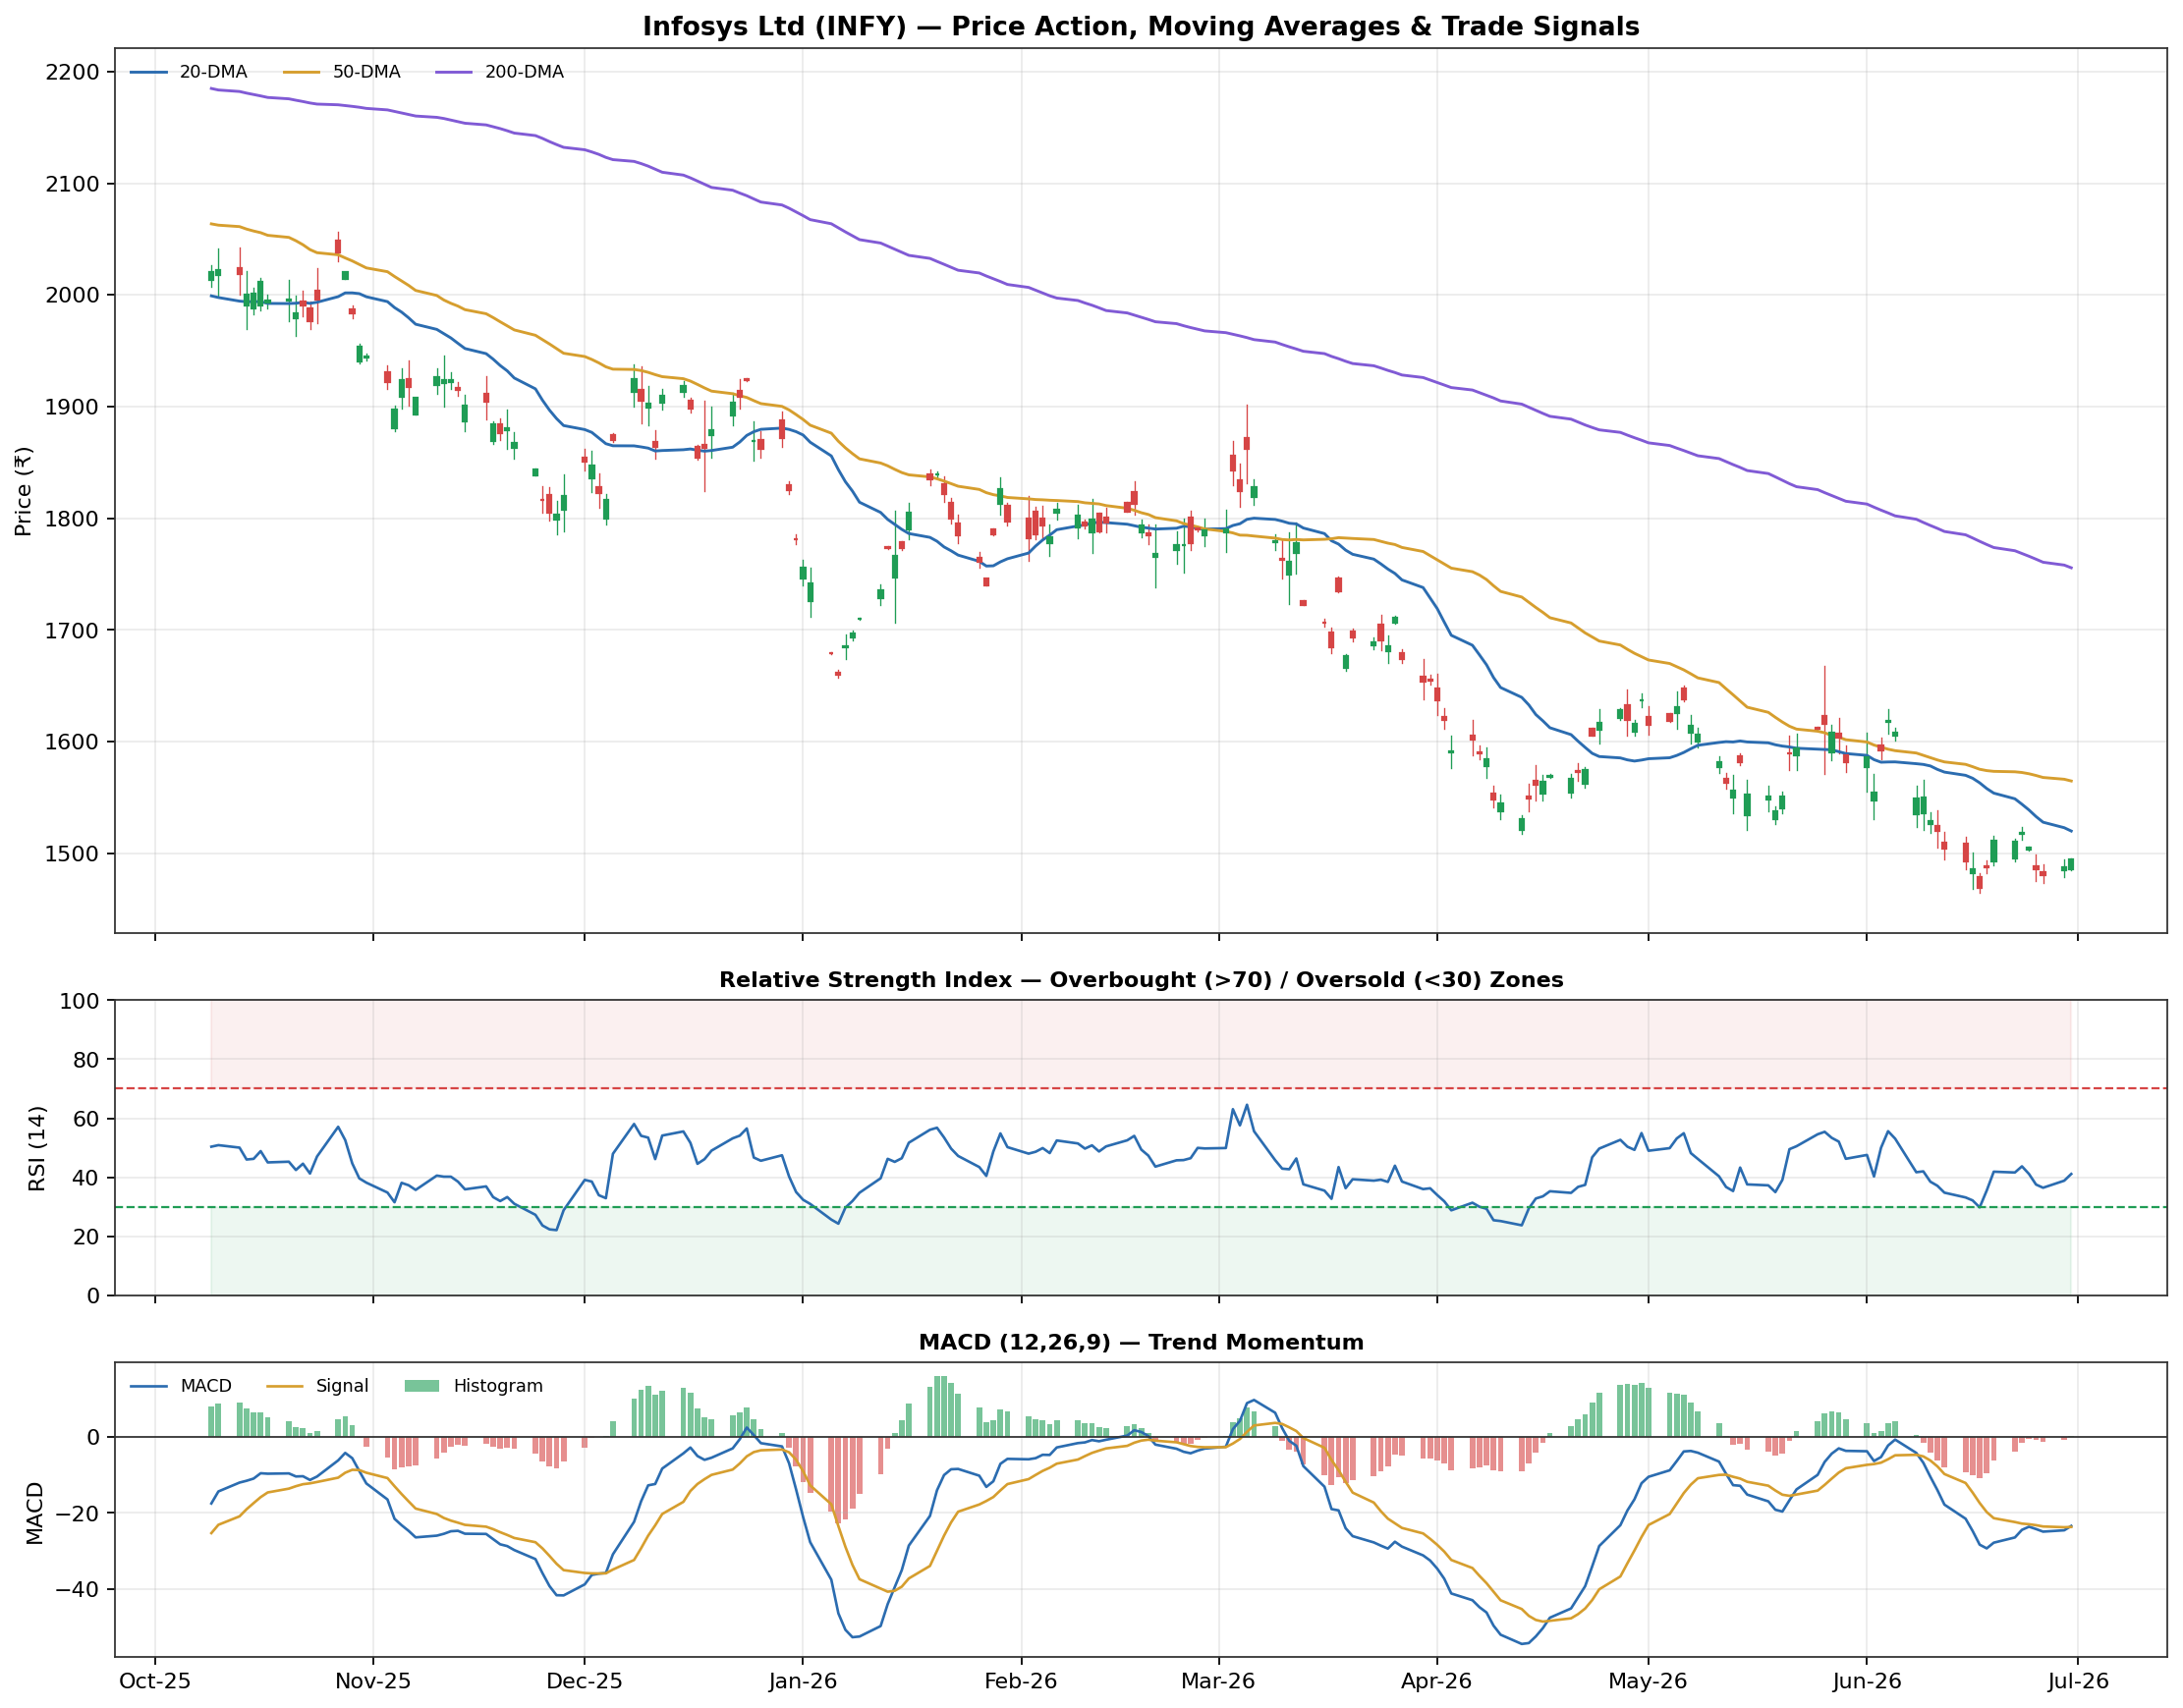 Infosys Ltd (INFY) — Price Action, Moving Averages & Trade Signals
20-DMA 50-DMA 200-DMA
Price (₹)
2200
2100
2000
1900
1800
1700
1600
1500
Relative Strength Index — Overbought (>70) / Oversold (<30) Zones
RSI (14)
100
80
60
40
20
0
MACD (12,26,9) — Trend Momentum
MACD Signal Histogram
MACD
0
−20
−40
Oct-25 Nov-25 Dec-25 Jan-26 Feb-26 Mar-26 Apr-26 May-26 Jun-26 Jul-26